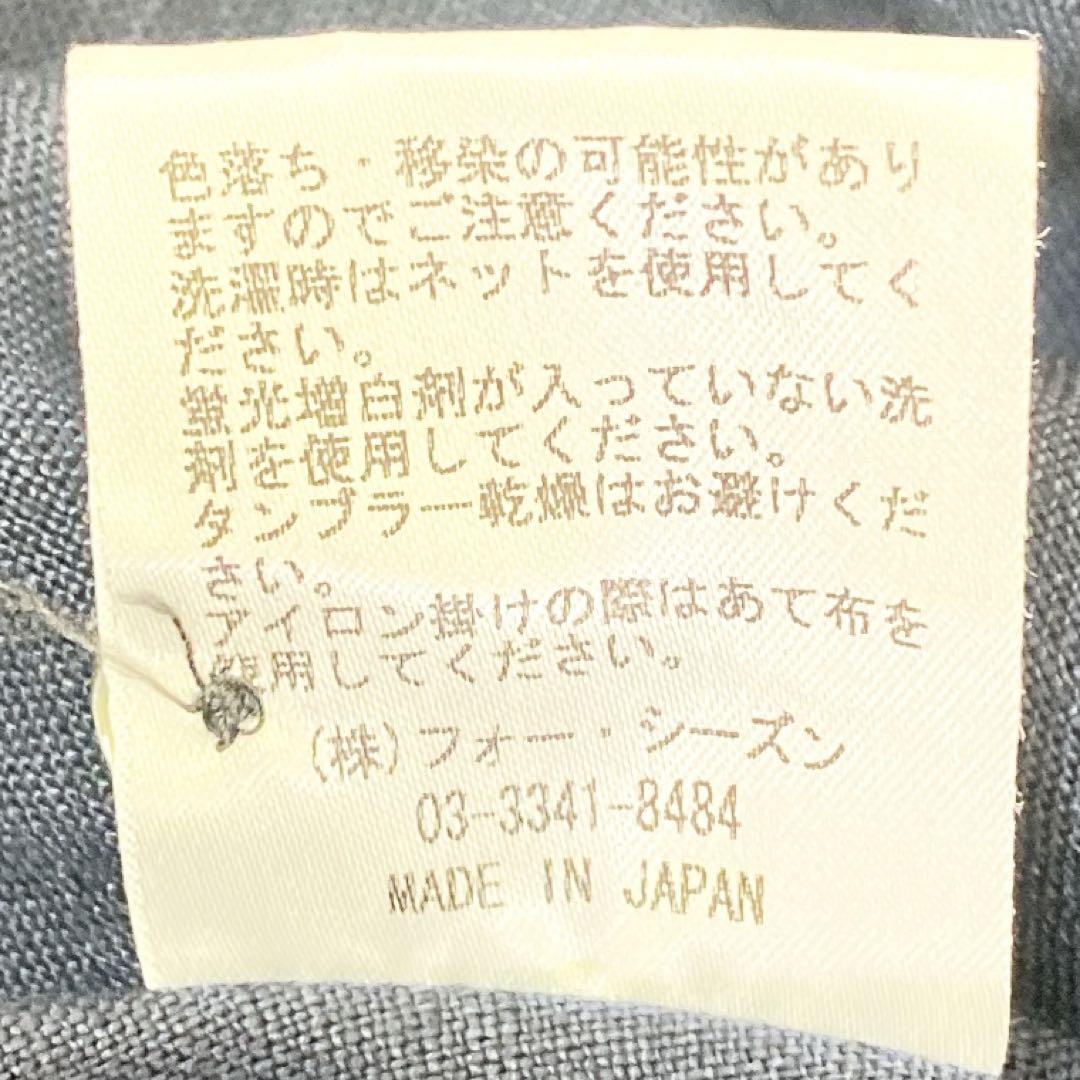 色落ち・移染の可能性があり
ますのでご注意ください。
洗濯時はネットを使用してく
ださい。
蛍光増白剤が入っていない洗
剤を使用してください。
タンブラー乾燥はお避けくだ
さい。
アイロン掛けの際はあて布を
使用してください。
(株)フォー・シーズン
03-3341-8484
MADE IN JAPAN